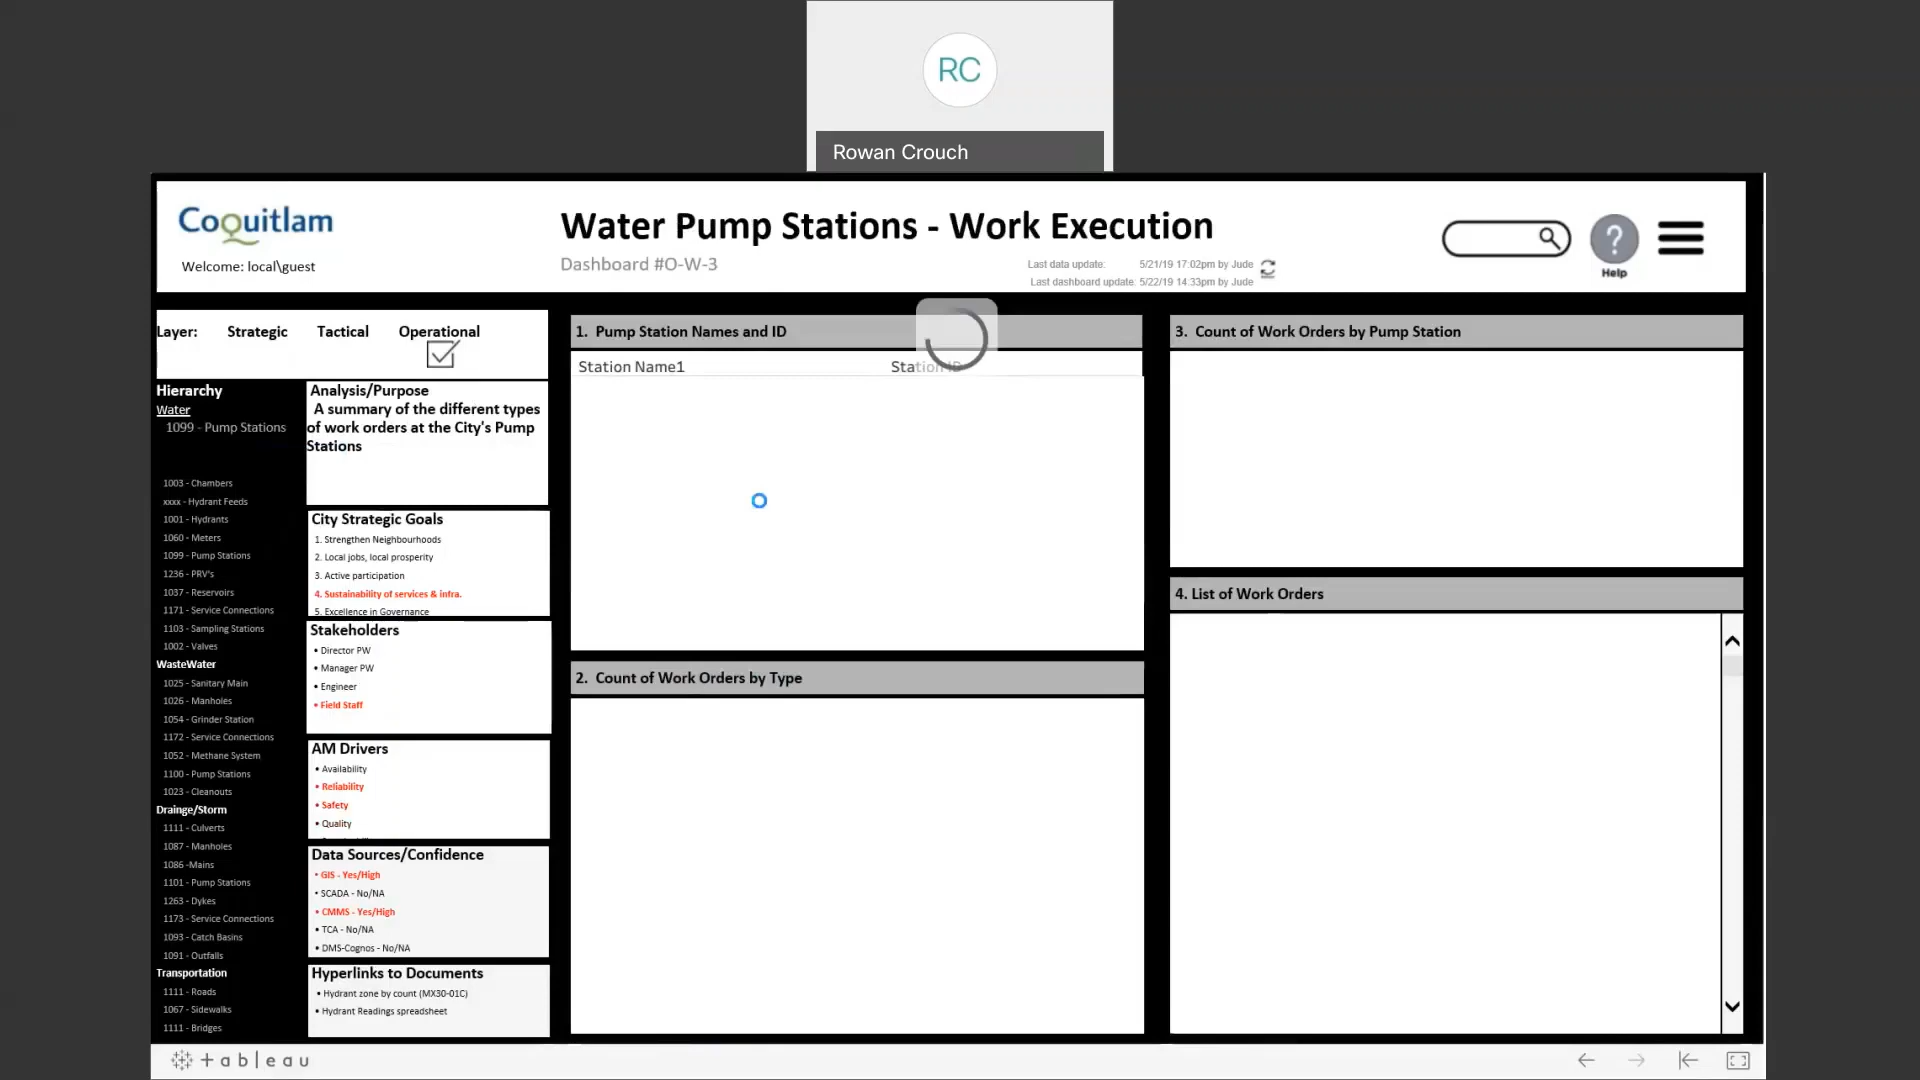 RC
Rowan Crouch
Coquitlam
Welcome: local\guest
Water Pump Stations - Work Execution
Dashboard #O-W-3
Last data update: 5/21/19 17:02pm by Jude
Last dashboard update: 5/22/19 14:33pm by Jude
?
Help
Layer: Strategic Tactical Operational
Hierarchy
Water
1099 - Pump Stations
1003 - Chambers
xxxx - Hydrant Feeds
1001 - Hydrants
1060 - Meters
1099 - Pump Stations
1236 - PRV's
1037 - Reservoirs
1171 - Service Connections
1103 - Sampling Stations
1002 - Valves
WasteWater
1025 - Sanitary Main
1026 - Manholes
1054 - Grinder Station
1172 - Service Connections
1052 - Methane System
1100 - Pump Stations
1023 - Cleanouts
Drainge/Storm
1111 - Culverts
1087 - Manholes
1086 -Mains
1101 - Pump Stations
1263 - Dykes
1173 - Service Connections
1093 - Catch Basins
1091 - Outfalls
Transportation
1111 - Roads
1067 - Sidewalks
1111 - Bridges
Analysis/Purpose
A summary of the different types
of work orders at the City's Pump
Stations
City Strategic Goals
1. Strengthen Neighbourhoods
2. Local jobs, local prosperity
3. Active participation
4. Sustainability of services & infra.
5. Excellence in Governance
Stakeholders
• Director PW
• Manager PW
• Engineer
• Field Staff
AM Drivers
• Availability
• Reliability
• Safety
• Quality
Data Sources/Confidence
• GIS - Yes/High
• SCADA - No/NA
• CMMS - Yes/High
• TCA - No/NA
• DMS-Cognos - No/NA
Hyperlinks to Documents
• Hydrant zone by count (MX30-01C)
• Hydrant Readings spreadsheet
1. Pump Station Names and ID
Station Name1 Station ID
2. Count of Work Orders by Type
3. Count of Work Orders by Pump Station
4. List of Work Orders
+ableau